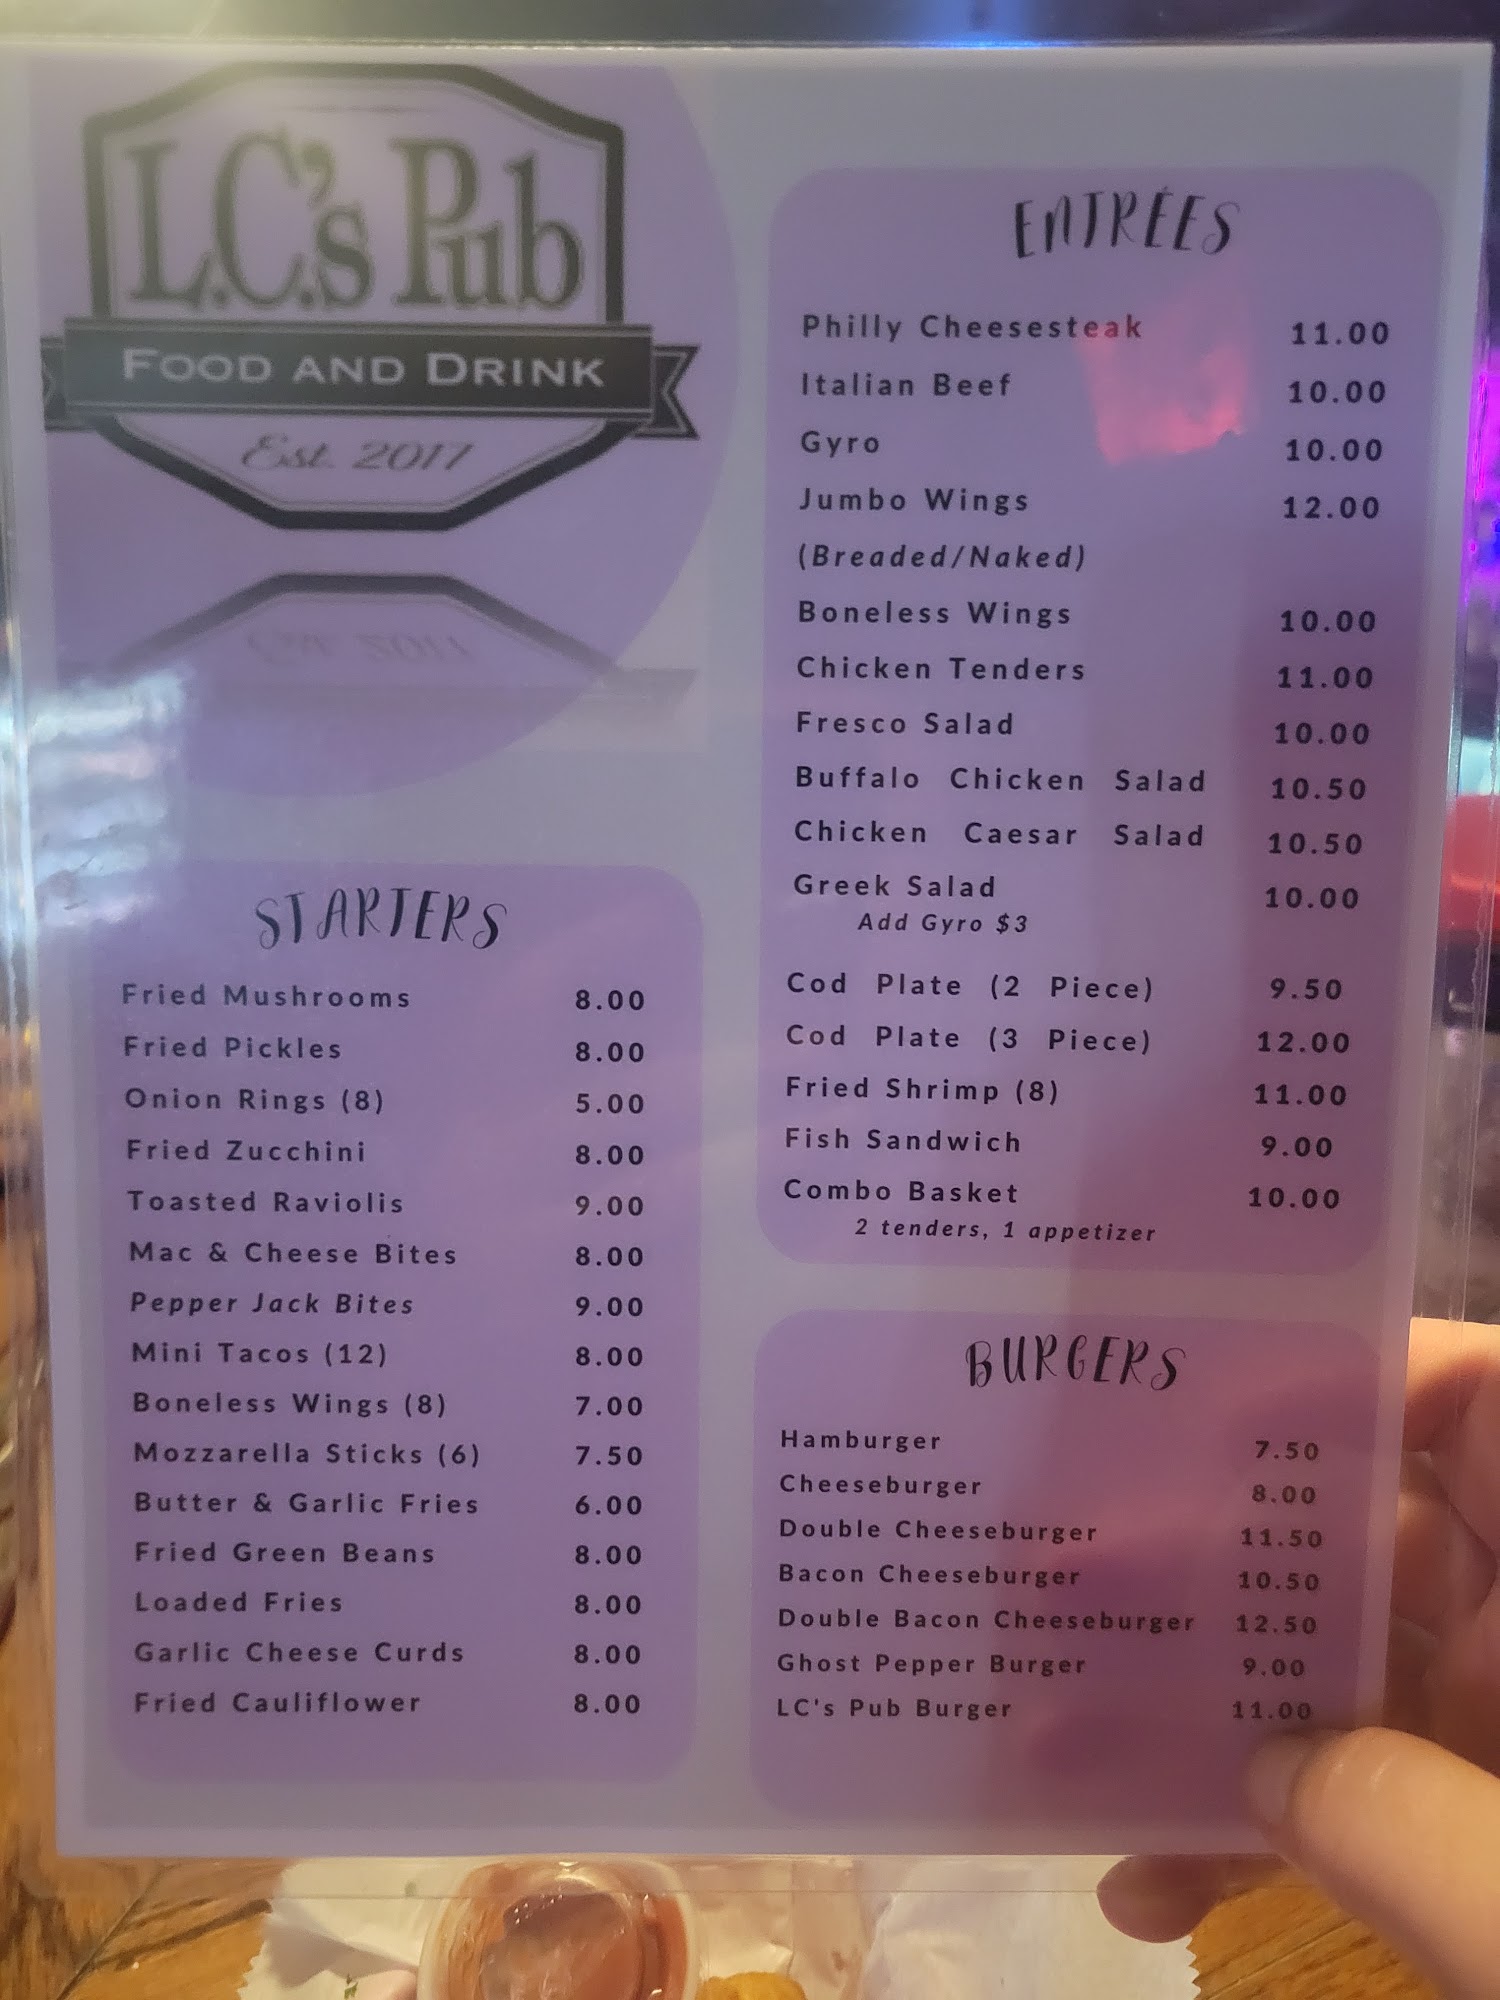 L.C.'s Pub
FOOD AND DRINK
Est. 2017
STARTERS
Fried Mushrooms 8.00
Fried Pickles 8.00
Onion Rings (8) 5.00
Fried Zucchini 8.00
Toasted Raviolis 9.00
Mac & Cheese Bites 8.00
Pepper Jack Bites 9.00
Mini Tacos (12) 8.00
Boneless Wings (8) 7.00
Mozzarella Sticks (6) 7.50
Butter & Garlic Fries 6.00
Fried Green Beans 8.00
Loaded Fries 8.00
Garlic Cheese Curds 8.00
Fried Cauliflower 8.00
ENTRÉES
Philly Cheesesteak 11.00
Italian Beef 10.00
Gyro 10.00
Jumbo Wings 12.00
(Breaded/Naked)
Boneless Wings 10.00
Chicken Tenders 11.00
Fresco Salad 10.00
Buffalo Chicken Salad 10.50
Chicken Caesar Salad 10.50
Greek Salad 10.00
Add Gyro $3
Cod Plate (2 Piece) 9.50
Cod Plate (3 Piece) 12.00
Fried Shrimp (8) 11.00
Fish Sandwich 9.00
Combo Basket 10.00
2 tenders, 1 appetizer
BURGERS
Hamburger 7.50
Cheeseburger 8.00
Double Cheeseburger 11.50
Bacon Cheeseburger 10.50
Double Bacon Cheeseburger 12.50
Ghost Pepper Burger 9.00
LC's Pub Burger 11.00